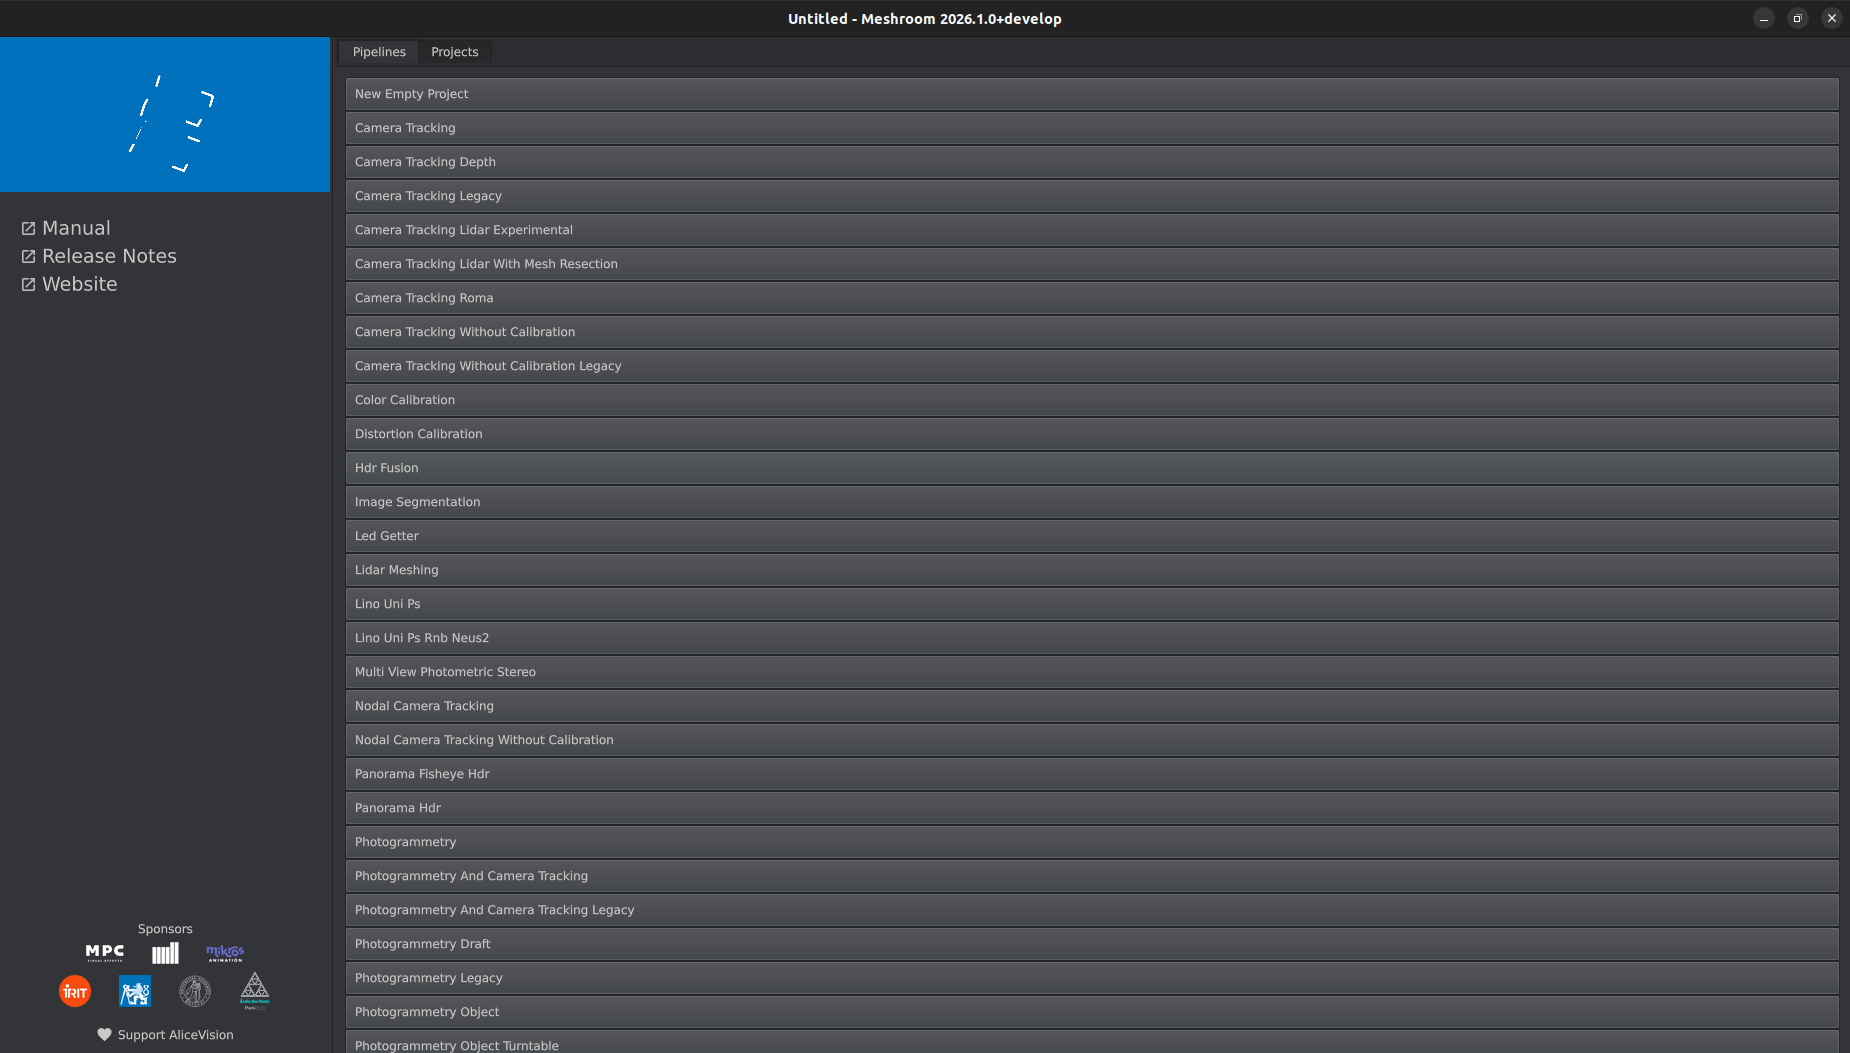 Untitled - Meshroom 2026.1.0+develop
Pipelines Projects
Manual
Release Notes
Website
New Empty Project
Camera Tracking
Camera Tracking Depth
Camera Tracking Legacy
Camera Tracking Lidar Experimental
Camera Tracking Lidar With Mesh Resection
Camera Tracking Roma
Camera Tracking Without Calibration
Camera Tracking Without Calibration Legacy
Color Calibration
Distortion Calibration
Hdr Fusion
Image Segmentation
Led Getter
Lidar Meshing
Lino Uni Ps
Lino Uni Ps Rnb Neus2
Multi View Photometric Stereo
Nodal Camera Tracking
Nodal Camera Tracking Without Calibration
Panorama Fisheye Hdr
Panorama Hdr
Photogrammetry
Photogrammetry And Camera Tracking
Photogrammetry And Camera Tracking Legacy
Photogrammetry Draft
Photogrammetry Legacy
Photogrammetry Object
Photogrammetry Object Turntable
Sponsors
MPC
mikros
ANIMATION
iRIT
École des Ponts
Support AliceVision